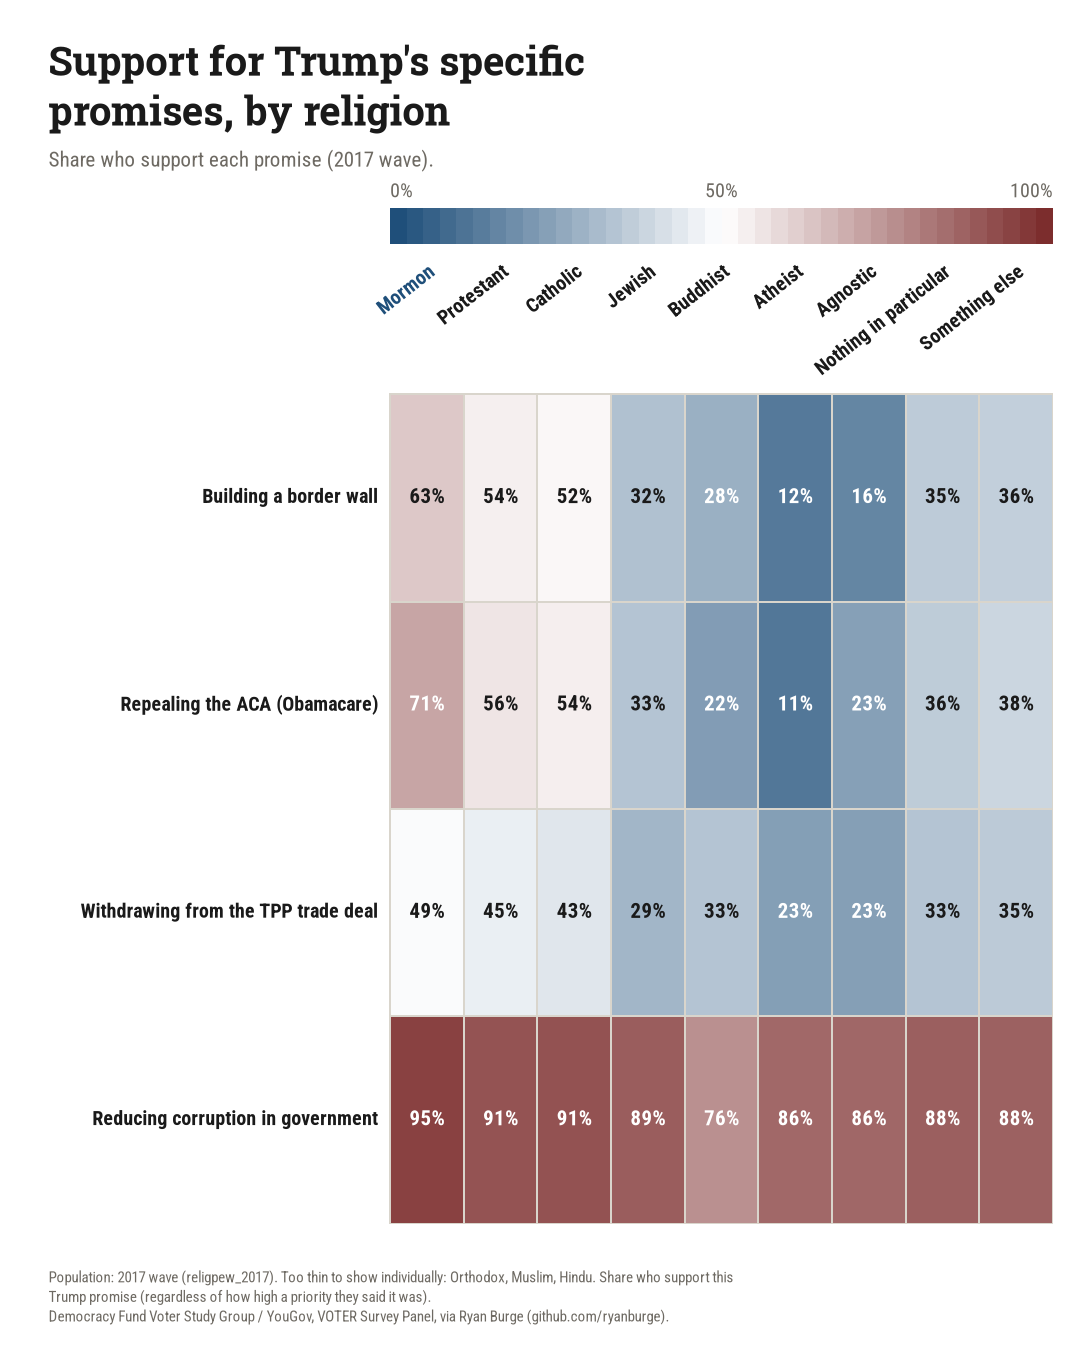 Support for Trump's specific
promises, by religion
Share who support each promise (2017 wave).
0% 50% 100%
Mormon Protestant Catholic Jewish Buddhist Atheist Agnostic Nothing in particular Something else
Building a border wall 63% 54% 52% 32% 28% 12% 16% 35% 36%
Repealing the ACA (Obamacare) 71% 56% 54% 33% 22% 11% 23% 36% 38%
Withdrawing from the TPP trade deal 49% 45% 43% 29% 33% 23% 23% 33% 35%
Reducing corruption in government 95% 91% 91% 89% 76% 86% 86% 88% 88%
Population: 2017 wave (religpew_2017). Too thin to show individually: Orthodox, Muslim, Hindu. Share who support this
Trump promise (regardless of how high a priority they said it was).
Democracy Fund Voter Study Group / YouGov, VOTER Survey Panel, via Ryan Burge (github.com/ryanburge).